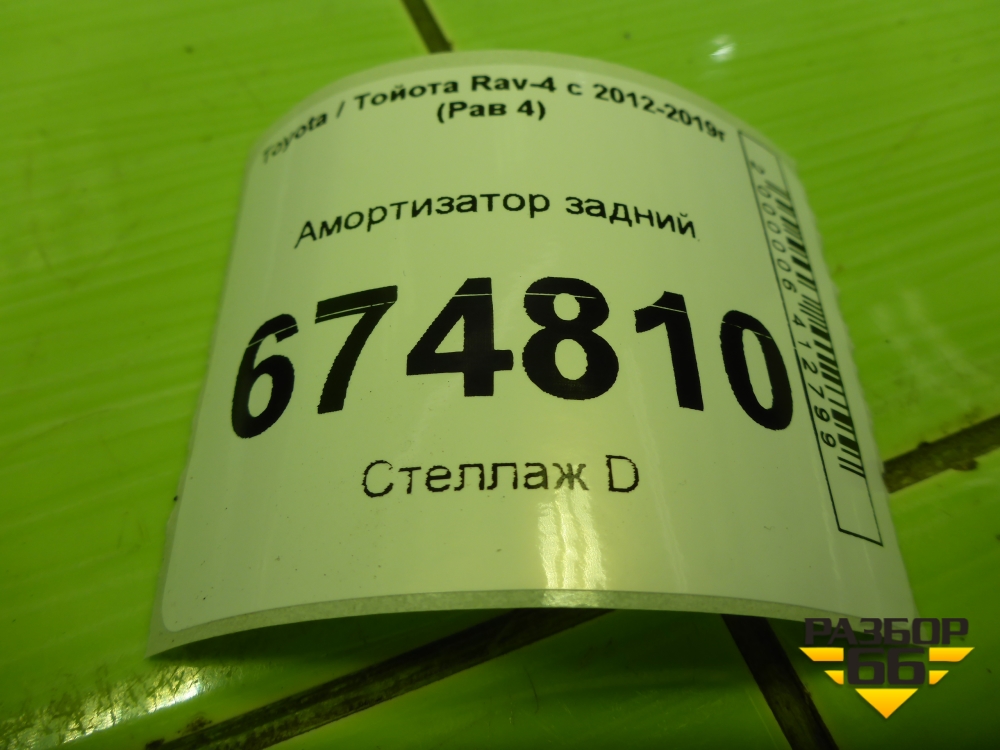 Toyota / Тойота Rav-4 с 2012-2019г
(Рав 4)
Амортизатор задний
674810
Стеллаж D
2000006412799
РАЗБОР
66